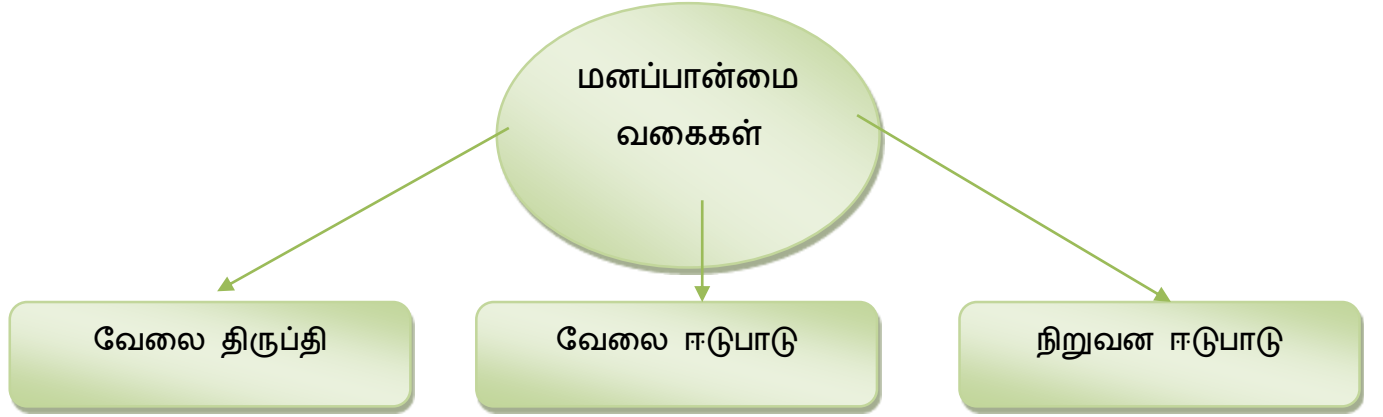 மனப்பான்மை
வகைகள்
வேலை திருப்தி
வேலை ஈடுபாடு
நிறுவன ஈடுபாடு